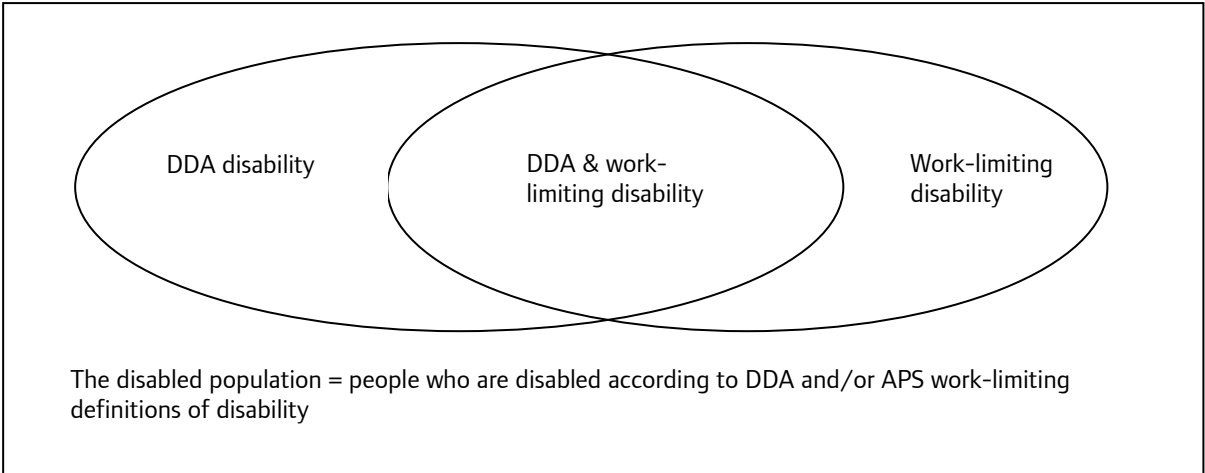 DDA disability
DDA & work-
limiting disability
Work-limiting
disability
The disabled population = people who are disabled according to DDA and/or APS work-limiting
definitions of disability